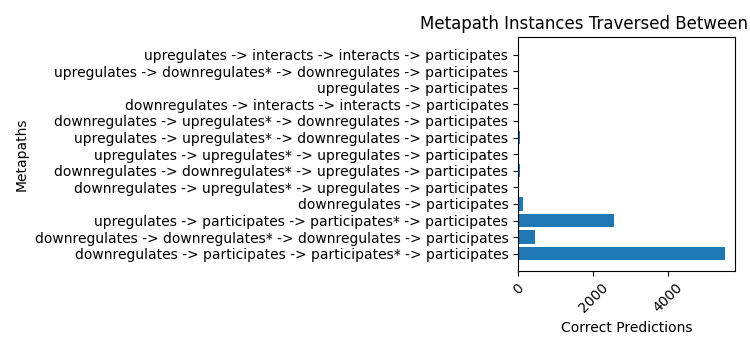 Metapath Instances Traversed Between
Metapaths
upregulates -> interacts -> interacts -> participates
upregulates -> downregulates* -> downregulates -> participates
upregulates -> participates
downregulates -> interacts -> interacts -> participates
downregulates -> upregulates* -> downregulates -> participates
upregulates -> upregulates* -> downregulates -> participates
upregulates -> upregulates* -> upregulates -> participates
downregulates -> downregulates* -> upregulates -> participates
downregulates -> upregulates* -> upregulates -> participates
downregulates -> participates
upregulates -> participates -> participates* -> participates
downregulates -> downregulates* -> downregulates -> participates
downregulates -> participates -> participates* -> participates
0 2000 4000
Correct Predictions